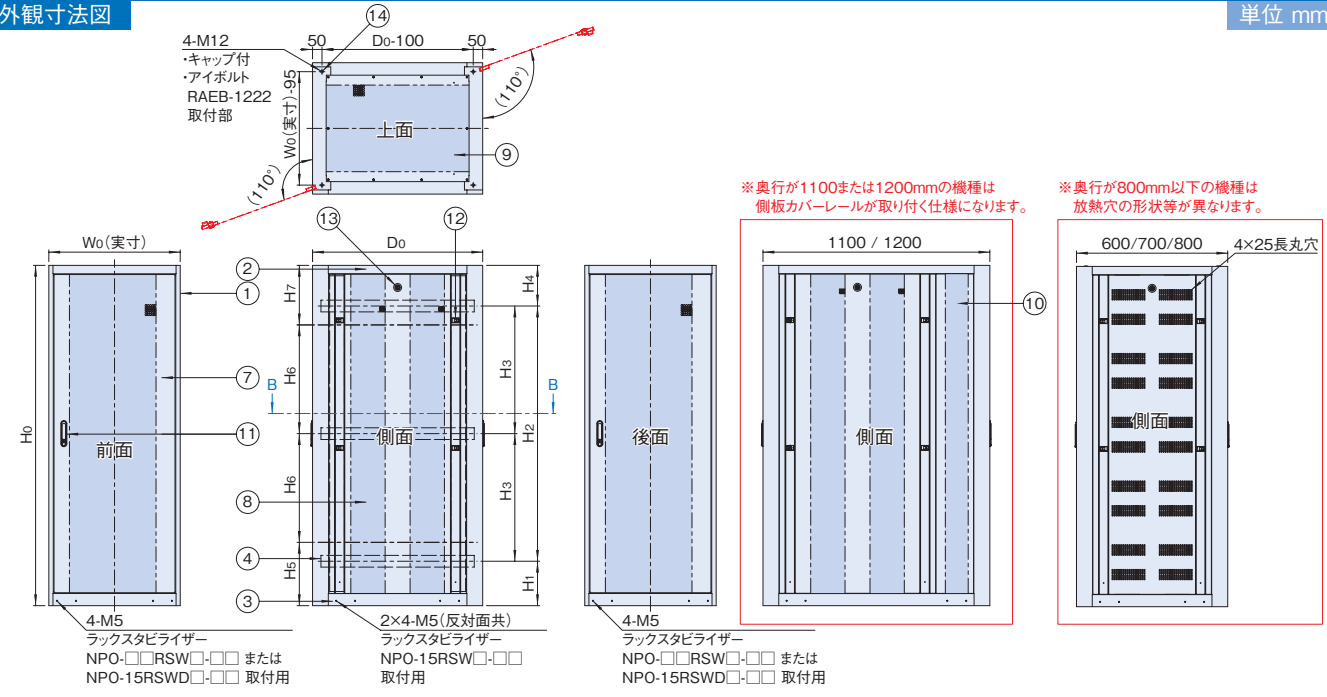 外観寸法図
単位 mm
⑭
4-M12
・キャップ付
・アイボルト
RAEB-1222
取付部
50
D0-100
50
W0(実寸)-95
(110°)
(110°)
上面
⑨
W0(実寸)
H0
①
⑦
⑪
前面
4-M5
ラックスタビライザー
NPO-□□RSW□-□□ または
NPO-15RSWD□-□□ 取付用
⑬
⑫
D0
②
H7
H4
H6
H3
B
B
側面
H2
H6
H3
⑧
④
H5
H1
③
2×4-M5(反対面共)
ラックスタビライザー
NPO-15RSW□-□□
取付用
後面
4-M5
ラックスタビライザー
NPO-□□RSW□-□□ または
NPO-15RSWD□-□□ 取付用
※奥行が1100または1200mmの機種は
側板カバーレールが取り付く仕様になります。
1100 / 1200
⑩
側面
※奥行が800mm以下の機種は
放熱穴の形状等が異なります。
600/700/800
4×25長丸穴
側面